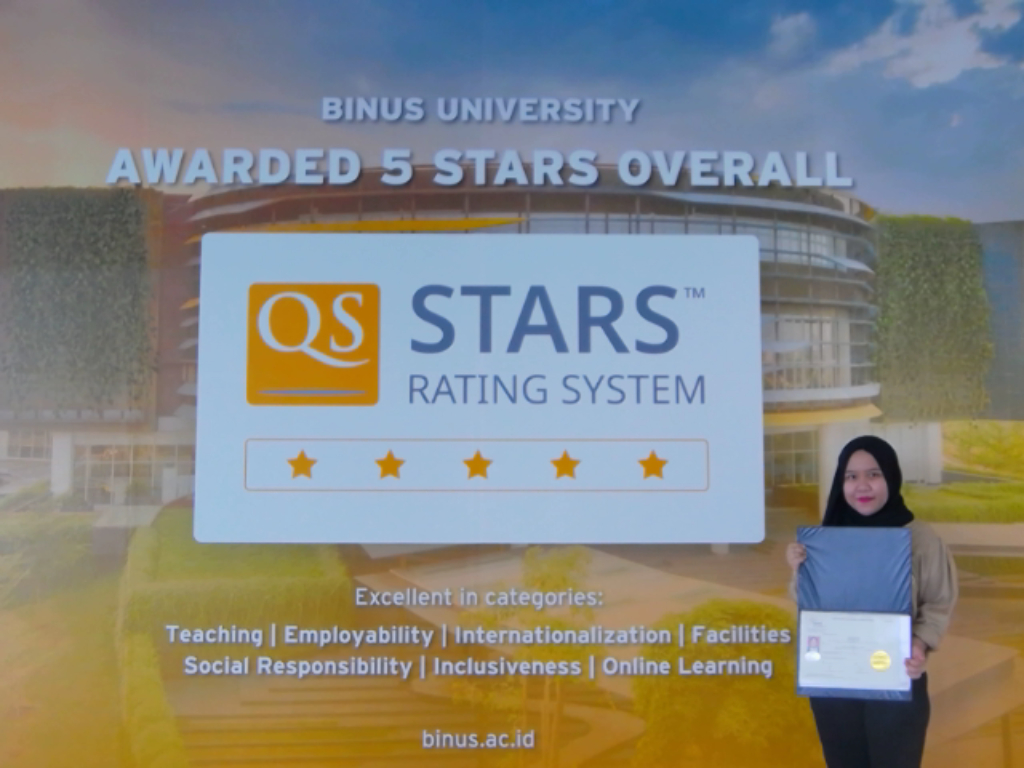 BINUS UNIVERSITY
AWARDED 5 STARS OVERALL
QS
STARS™
RATING SYSTEM
Excellent in categories:
Teaching | Employability | Internationalization | Facilities
Social Responsibility | Inclusiveness | Online Learning
binus.ac.id